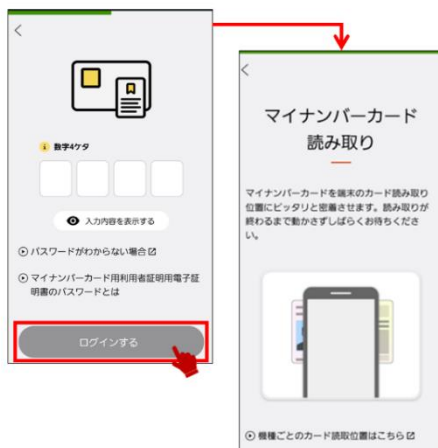 数字4ケタ
入力内容を表示する
パスワードがわからない場合
マイナンバーカード用利用者証明用電子証
明書のパスワードとは
ログインする
マイナンバーカード
読み取り
マイナンバーカードを端末のカード読み取り
位置にピッタリと密着させます。読み取りが
終わるまで動かさずしばらくお待ちくださ
い。
機種ごとのカード読取位置はこちら